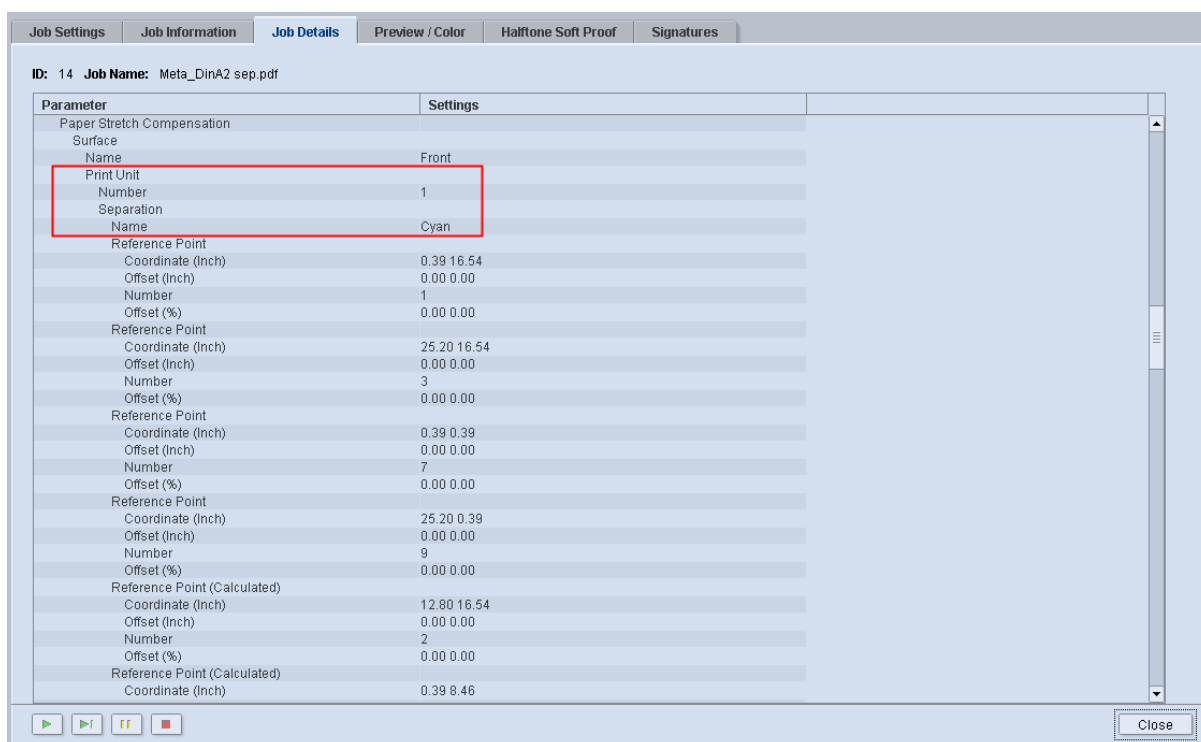 Job Settings Job Information Job Details Preview / Color Halftone Soft Proof Signatures
ID: 14 Job Name: Meta_DinA2 sep.pdf
Parameter Settings
Paper Stretch Compensation
Surface
Name Front
Print Unit
Number 1
Separation
Name Cyan
Reference Point
Coordinate (Inch) 0.39 16.54
Offset (Inch) 0.00 0.00
Number 1
Offset (%) 0.00 0.00
Reference Point
Coordinate (Inch) 25.20 16.54
Offset (Inch) 0.00 0.00
Number 3
Offset (%) 0.00 0.00
Reference Point
Coordinate (Inch) 0.39 0.39
Offset (Inch) 0.00 0.00
Number 7
Offset (%) 0.00 0.00
Reference Point
Coordinate (Inch) 25.20 0.39
Offset (Inch) 0.00 0.00
Number 9
Offset (%) 0.00 0.00
Reference Point (Calculated)
Coordinate (Inch) 12.80 16.54
Offset (Inch) 0.00 0.00
Number 2
Offset (%) 0.00 0.00
Reference Point (Calculated)
Coordinate (Inch) 0.39 8.46
Close